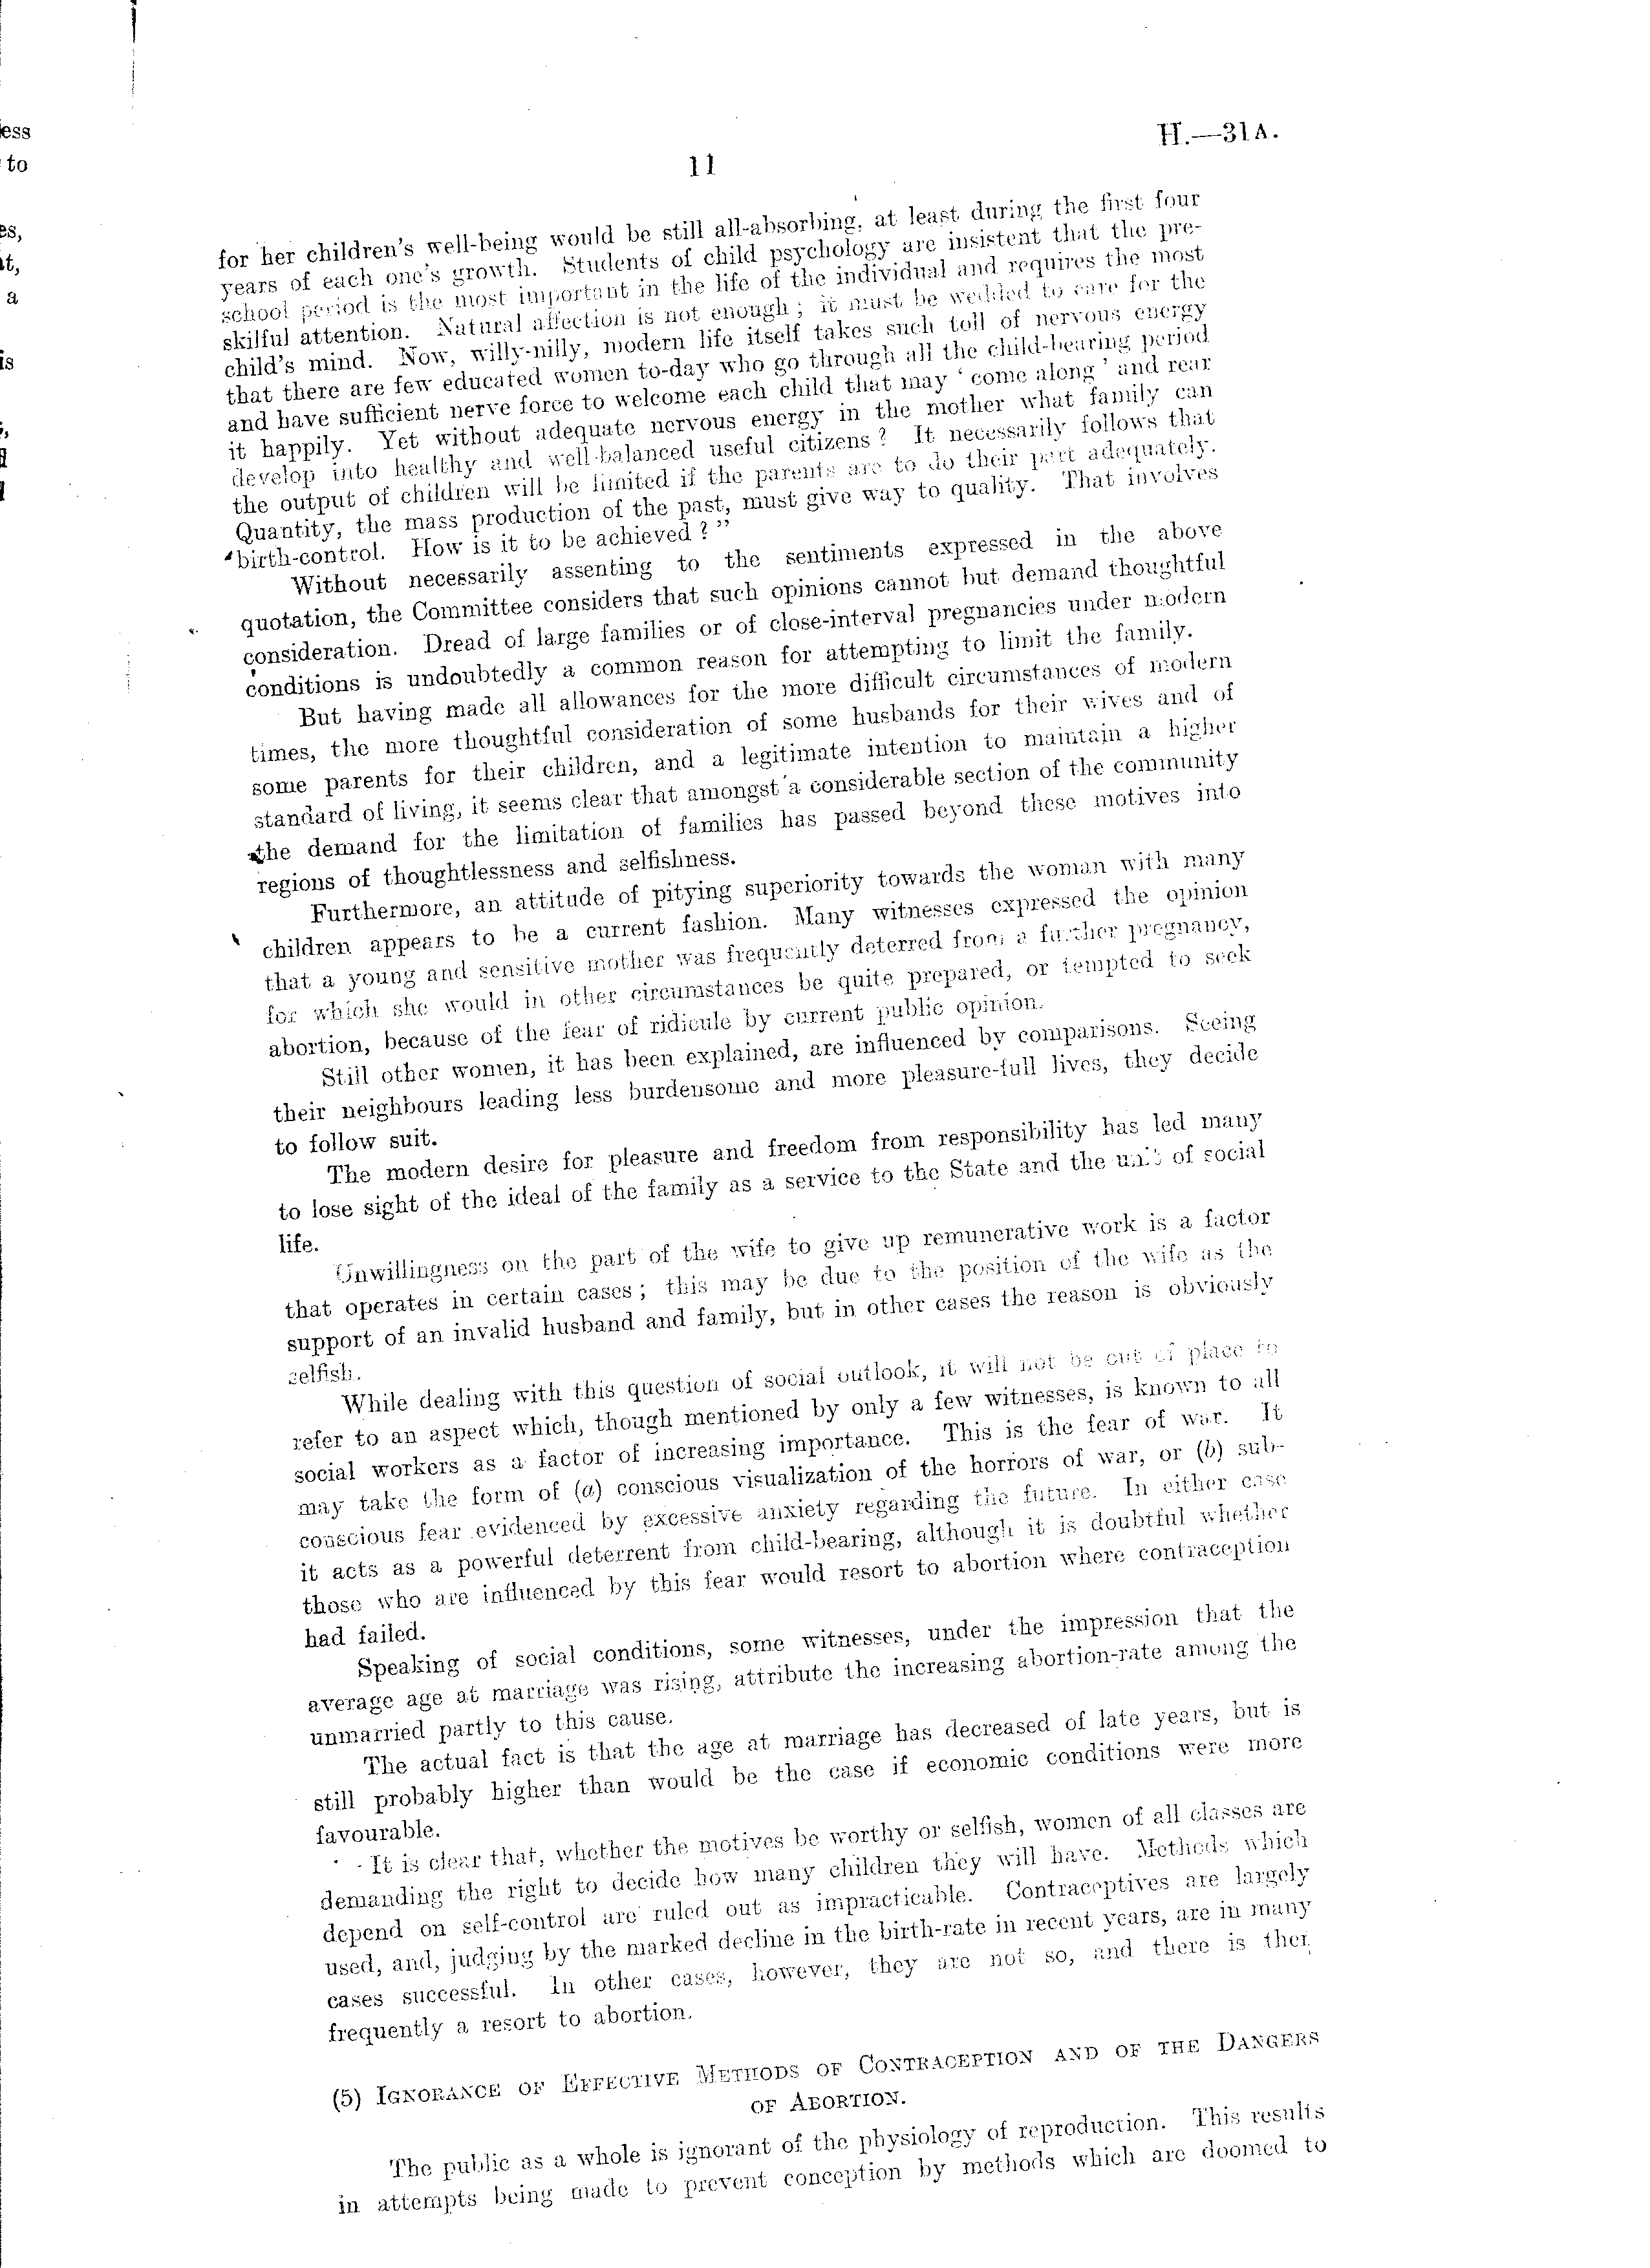 H.—31A.
11
ess
to
es,
it,
a
is
for her children's well-being would be still all-absorbing, at least during the first four
years of each one's growth. Students of child psychology are insistent that the pre-
school period is the most important in the life of the individual and requires the most
skilful attention. Natural affection is not enough; it must be wedded to care for the
child's mind. Now, willy-nilly, modern life itself takes such toll of nervous energy
that there are few educated women to-day who go through all the child-bearing period
and have sufficient nerve force to welcome each child that may ' come along ' and rear
it happily. Yet without adequate nervous energy in the mother what family can
develop into healthy and well-balanced useful citizens? It necessarily follows that
the output of children will be limited if the parents are to do their part adequately.
Quantity, the mass production of the past, must give way to quality. That involves
birth-control. How is it to be achieved?"
Without necessarily assenting to the sentiments expressed in the above
quotation, the Committee considers that such opinions cannot but demand thoughtful
consideration. Dread of large families or of close-interval pregnancies under modern
conditions is undoubtedly a common reason for attempting to limit the family.
But having made all allowances for the more difficult circumstances of modern
times, the more thoughtful consideration of some husbands for their wives and of
some parents for their children, and a legitimate intention to maintain a higher
standard of living, it seems clear that amongst a considerable section of the community
the demand for the limitation of families has passed beyond these motives into
regions of thoughtlessness and selfishness.
Furthermore, an attitude of pitying superiority towards the woman with many
children appears to be a current fashion. Many witnesses expressed the opinion
that a young and sensitive mother was frequently deterred from a further pregnancy,
for which she would in other circumstances be quite prepared, or tempted to seek
abortion, because of the fear of ridicule by current public opinion.
Still other women, it has been explained, are influenced by comparisons. Seeing
their neighbours leading less burdensome and more pleasure-full lives, they decide
to follow suit.
The modern desire for pleasure and freedom from responsibility has led many
to lose sight of the ideal of the family as a service to the State and the unit of social
life.
Unwillingness on the part of the wife to give up remunerative work is a factor
that operates in certain cases; this may be due to the position of the wife as the
support of an invalid husband and family, but in other cases the reason is obviously
selfish.
While dealing with this question of social outlook, it will not be out of place to
refer to an aspect which, though mentioned by only a few witnesses, is known to all
social workers as a factor of increasing importance. This is the fear of war. It
may take the form of (a) conscious visualization of the horrors of war, or (b) sub-
conscious fear evidenced by excessive anxiety regarding the future. In either case
it acts as a powerful deterrent from child-bearing, although it is doubtful whether
those who are influenced by this fear would resort to abortion where contraception
had failed.
Speaking of social conditions, some witnesses, under the impression that the
average age at marriage was rising, attribute the increasing abortion-rate among the
unmarried partly to this cause.
The actual fact is that the age at marriage has decreased of late years, but is
still probably higher than would be the case if economic conditions were more
favourable.
It is clear that, whether the motives be worthy or selfish, women of all classes are
demanding the right to decide how many children they will have. Methods which
depend on self-control are ruled out as impracticable. Contraceptives are largely
used, and, judging by the marked decline in the birth-rate in recent years, are in many
cases successful. In other cases, however, they are not so, and there is then
frequently a resort to abortion.
(5) Ignorance of Effective Methods of Contraception and of the Dangers
of Abortion.
The public as a whole is ignorant of the physiology of reproduction. This results
in attempts being made to prevent conception by methods which are doomed to